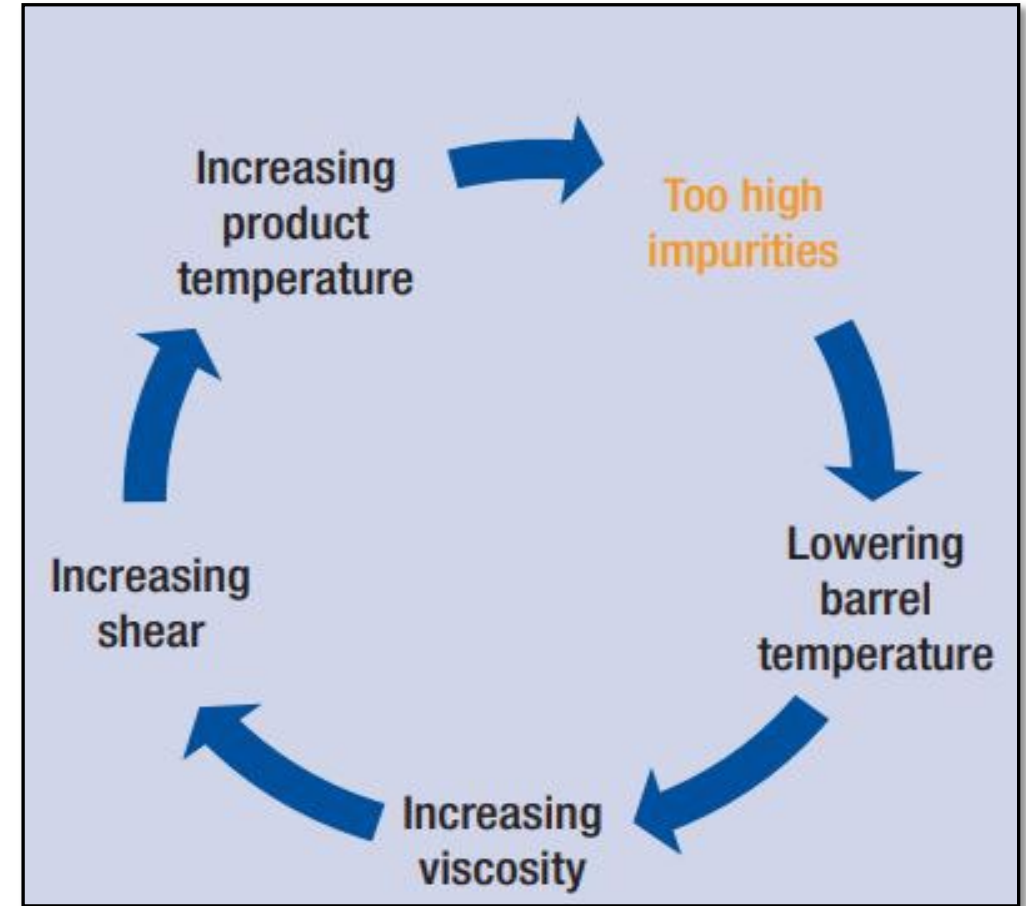 Increasing
product
temperature
Too high
impurities
Lowering
barrel
temperature
Increasing
viscosity
Increasing
shear